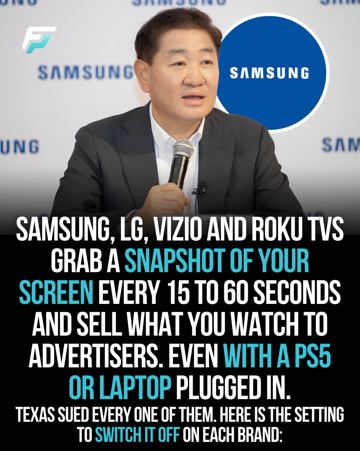 SAMSUNG
SAMSUNG
SAMSUNG
SAMSUNG, LG, VIZIO AND ROKU TVS
GRAB A SNAPSHOT OF YOUR
SCREEN EVERY 15 TO 60 SECONDS
AND SELL WHAT YOU WATCH TO
ADVERTISERS. EVEN WITH A PS5
OR LAPTOP PLUGGED IN.
TEXAS SUED EVERY ONE OF THEM. HERE IS THE SETTING
TO SWITCH IT OFF ON EACH BRAND: